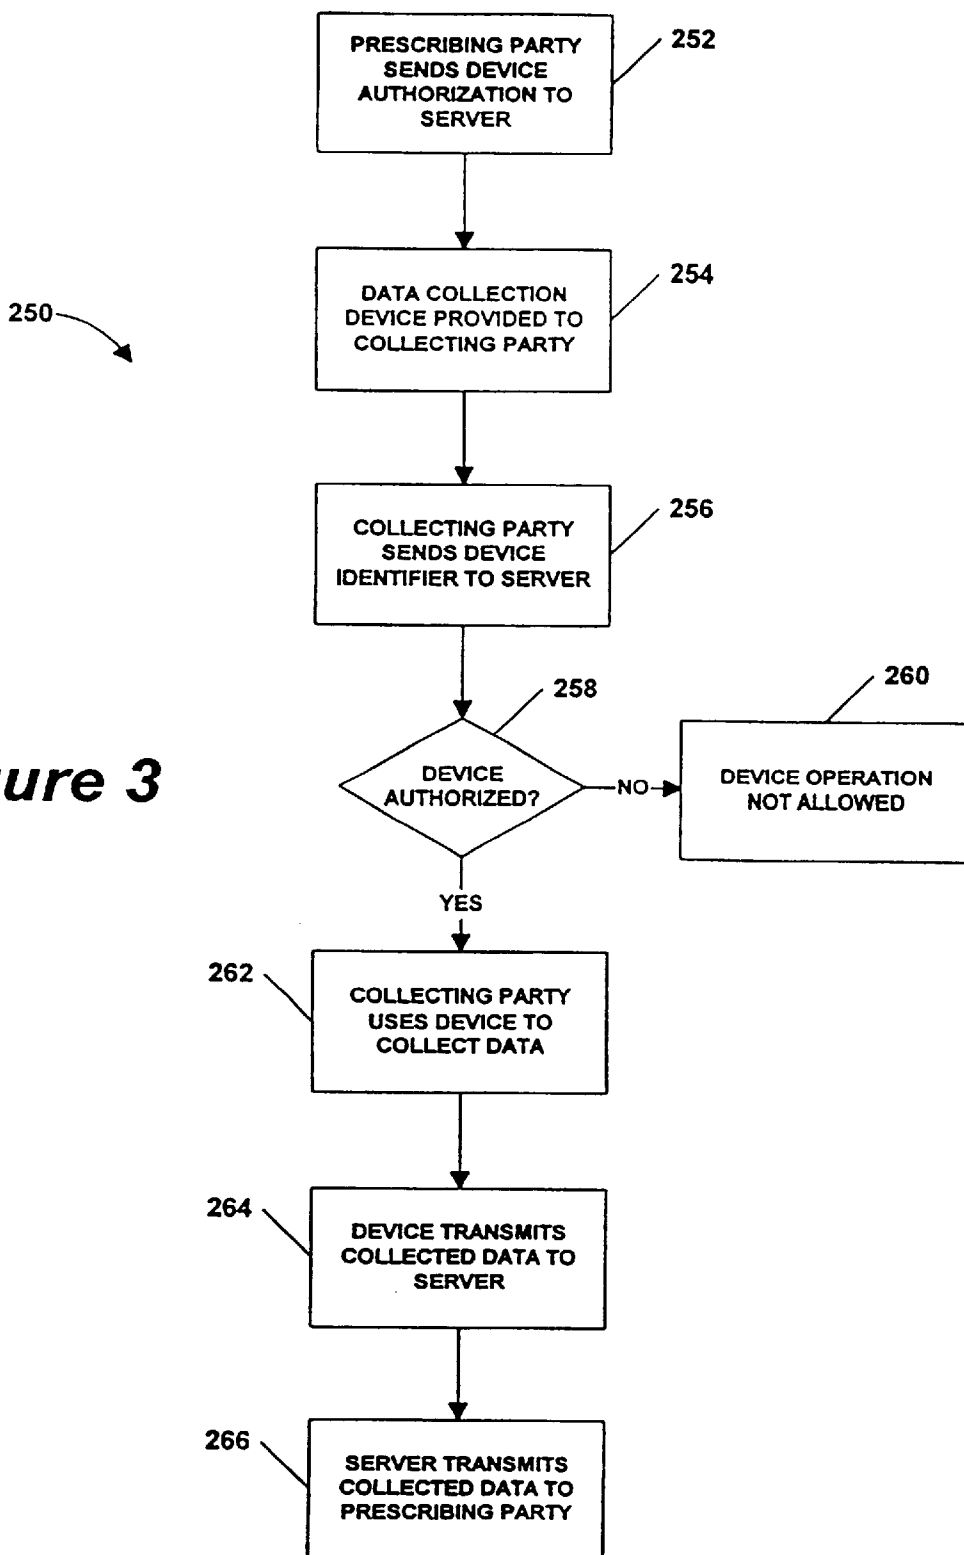 PRESCRIBING PARTY
SENDS DEVICE
AUTHORIZATION TO
SERVER
252
DATA COLLECTION
DEVICE PROVIDED TO
COLLECTING PARTY
254
250
COLLECTING PARTY
SENDS DEVICE
IDENTIFIER TO SERVER
256
258
260
ure 3
DEVICE
AUTHORIZED?
NO
DEVICE OPERATION
NOT ALLOWED
YES
262
COLLECTING PARTY
USES DEVICE TO
COLLECT DATA
264
DEVICE TRANSMITS
COLLECTED DATA TO
SERVER
266
SERVER TRANSMITS
COLLECTED DATA TO
PRESCRIBING PARTY